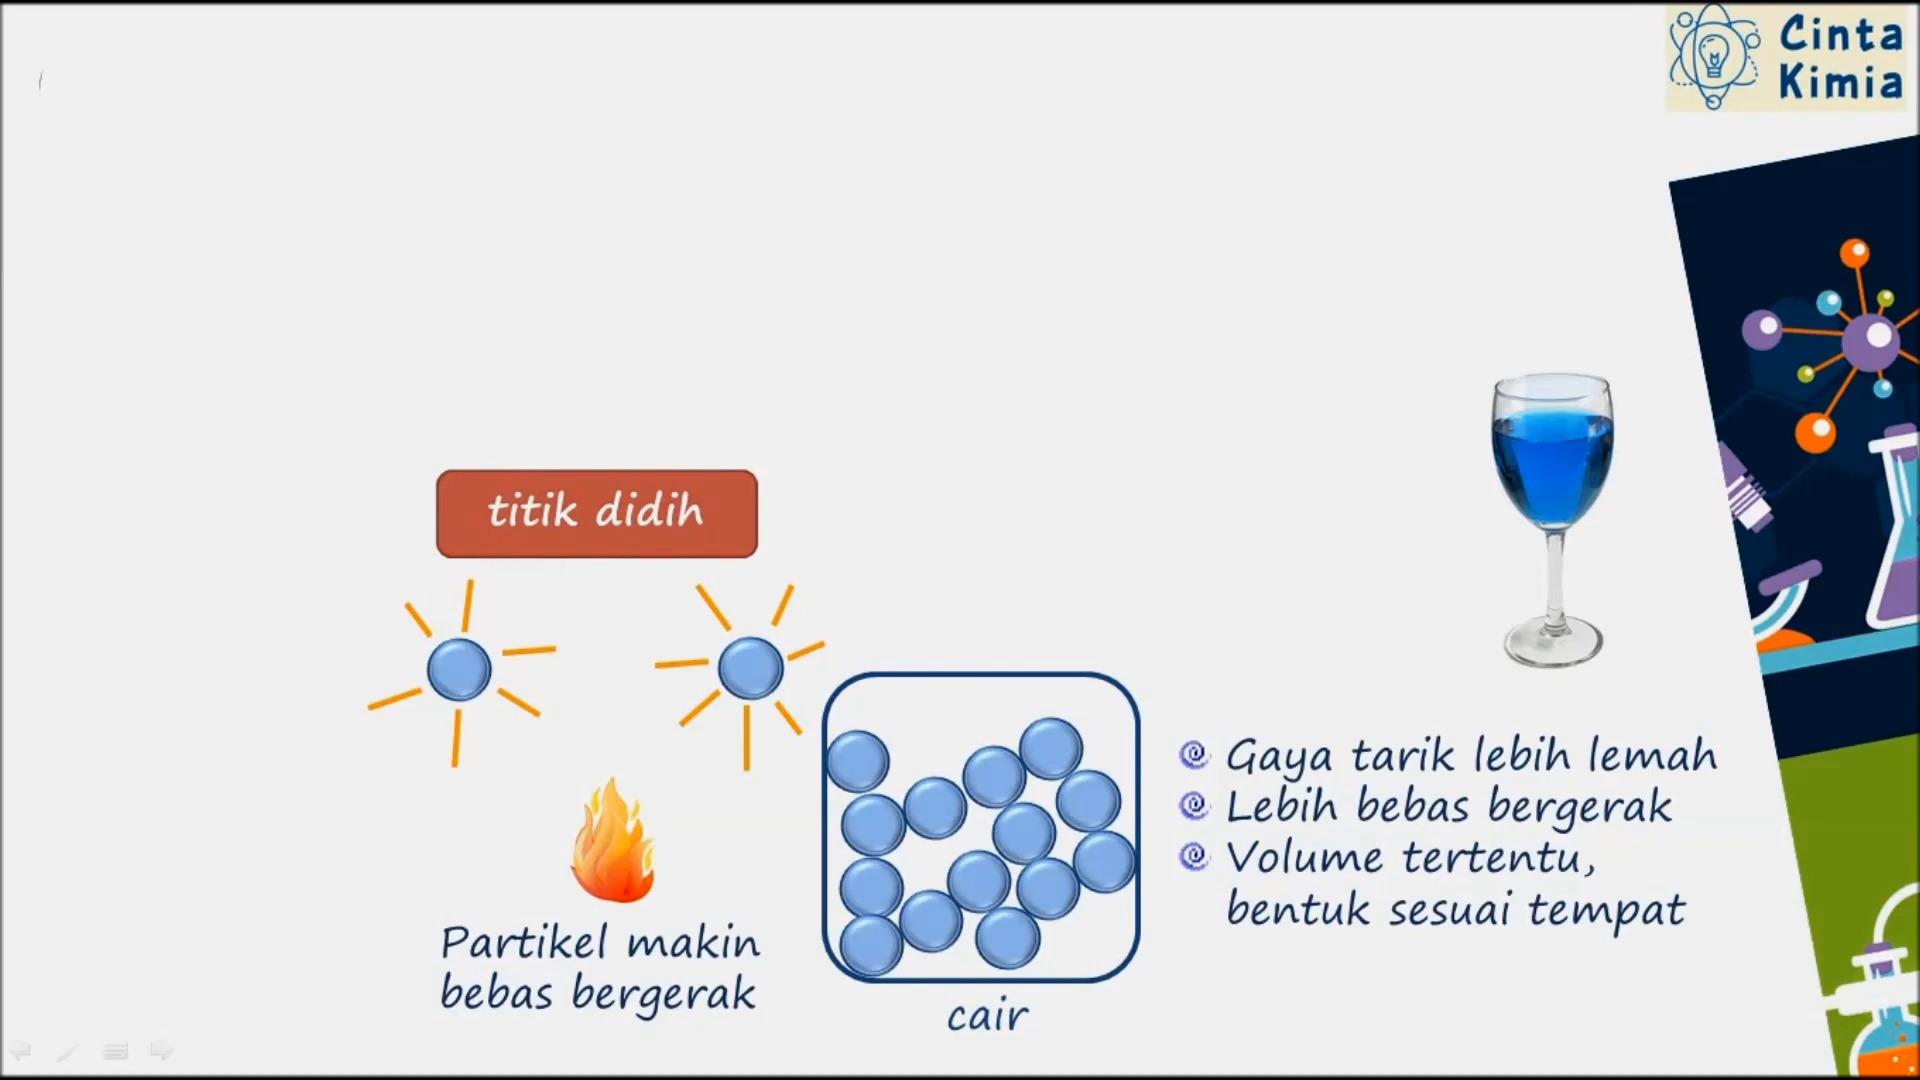 Cinta
Kimia
titik didih
Gaya tarik lebih lemah
Lebih bebas bergerak
Volume tertentu,
bentuk sesuai tempat
Partikel makin
bebas bergerak
cair